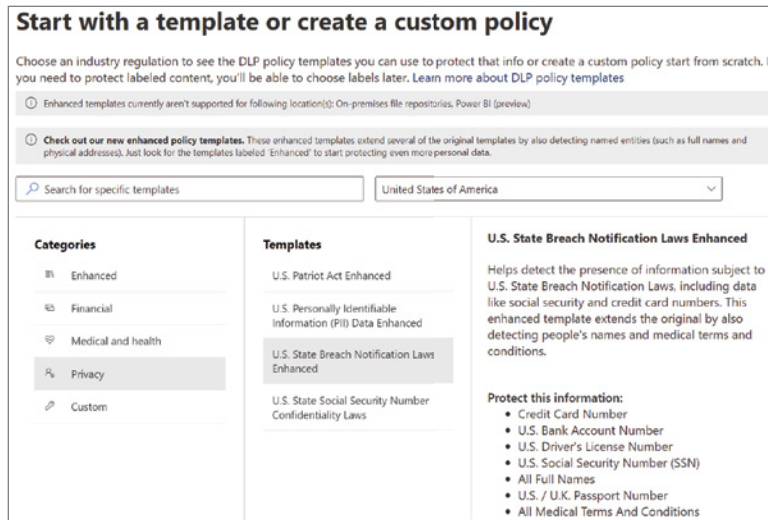 Start with a template or create a custom policy
Choose an industry regulation to see the DLP policy templates you can use to protect that info or create a custom policy start from scratch.
you need to protect labeled content, you'll be able to choose labels later. Learn more about DLP policy templates
Enhanced templates currently aren't supported for following location(s): On-premises file repositories, Power BI (preview)
Check out our new enhanced policy templates. These enhanced templates extend several of the original templates by also detecting named entities (such as full names and
physical addresses). Just look for the templates labeled 'Enhanced' to start protecting even more personal data.
Search for specific templates
United States of America
Categories
Enhanced
Financial
Medical and health
Privacy
Custom
Templates
U.S. Patriot Act Enhanced
U.S. Personally Identifiable
Information (PII) Data Enhanced
U.S. State Breach Notification Laws
Enhanced
U.S. State Social Security Number
Confidentiality Laws
U.S. State Breach Notification Laws Enhanced
Helps detect the presence of information subject to
U.S. State Breach Notification Laws, including data
like social security and credit card numbers. This
enhanced template extends the original by also
detecting people's names and medical terms and
conditions.
Protect this information:
• Credit Card Number
• U.S. Bank Account Number
• U.S. Driver's License Number
• U.S. Social Security Number (SSN)
• All Full Names
• U.S. / U.K. Passport Number
• All Medical Terms And Conditions